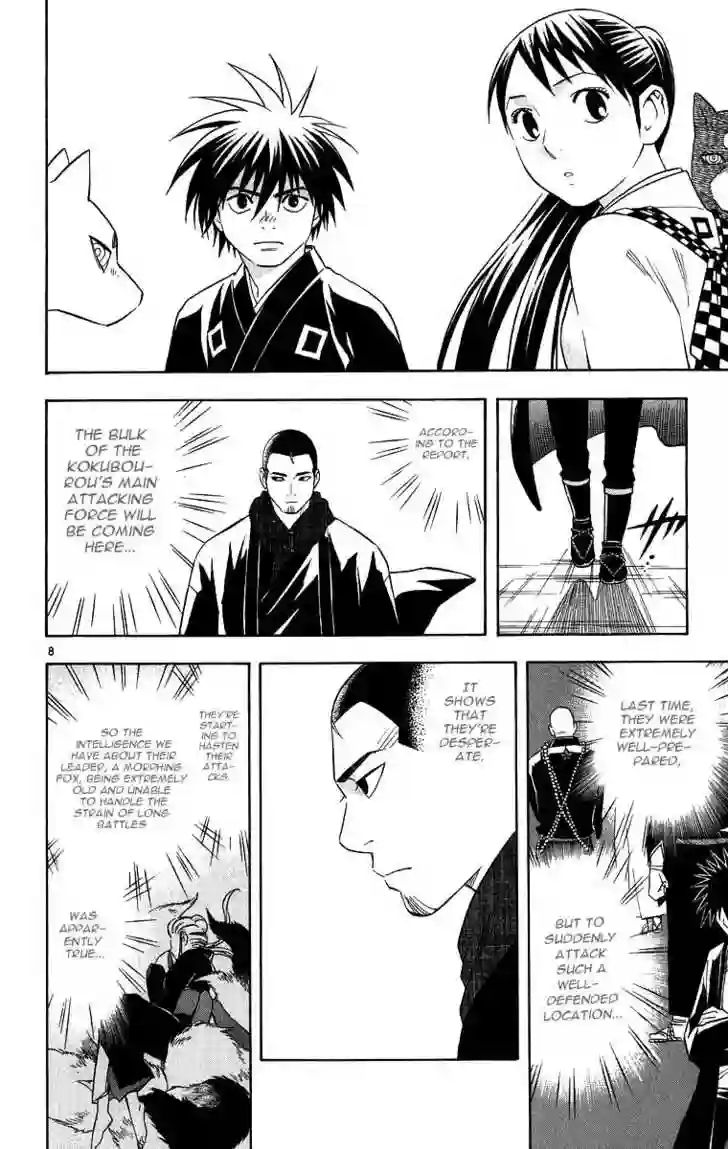 ACCORD-
ING TO THE
REPORT,
THE BULK
OF THE
KOKUBOU-
ROU'S MAIN
ATTACKING
FORCE WILL
BE COMING
HERE...
8
LAST TIME,
THEY WERE
EXTREMELY
WELL-PRE-
PARED,
BUT TO
SUDDENLY
ATTACK
SUCH A
WELL-
DEFENDED
LOCATION...
IT
SHOWS
THAT
THEY'RE
DESPER-
ATE.
THEY'RE
START-
ING TO
HASTEN
THEIR
ATTA-
CKS.
SO THE
INTELLIGENCE WE
HAVE ABOUT THEIR
LEADER, A MORPHING
FOX, BEING EXTREMELY
OLD AND UNABLE
TO HANDLE THE
STRAIN OF LONG
BATTLES
WAS
APPAR-
ENTLY
TRUE...